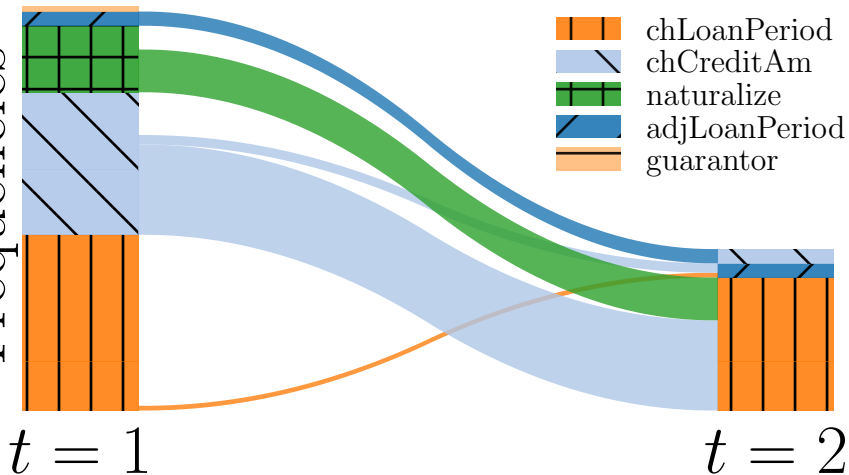 chLoanPeriod
chCreditAm
naturalize
adjLoanPeriod
guarantor
t = 1
t = 2